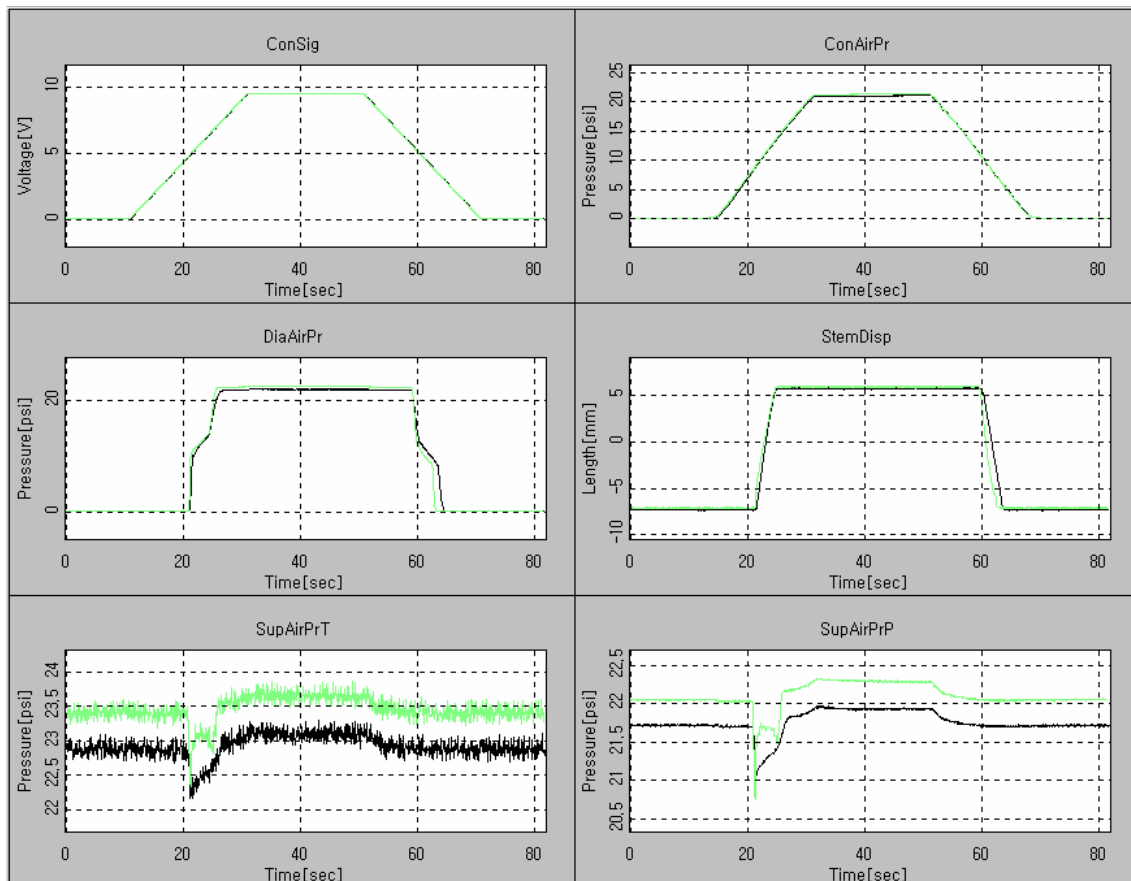 ConSig
Voltage[V]
10
5
0
0 20 40 60 80
Time[sec]
ConAirPr
Pressure[psi]
25
20
15
10
5
0
0 20 40 60 80
Time[sec]
DiaAirPr
Pressure[psi]
20
0
0 20 40 60 80
Time[sec]
StemDisp
Length[mm]
5
0
-5
-10
0 20 40 60 80
Time[sec]
SupAirPrT
Pressure[psi]
24
23,5
23
22,5
22
0 20 40 60 80
Time[sec]
SupAirPrP
Pressure[psi]
22,5
22
21,5
21
20,5
0 20 40 60 80
Time[sec]